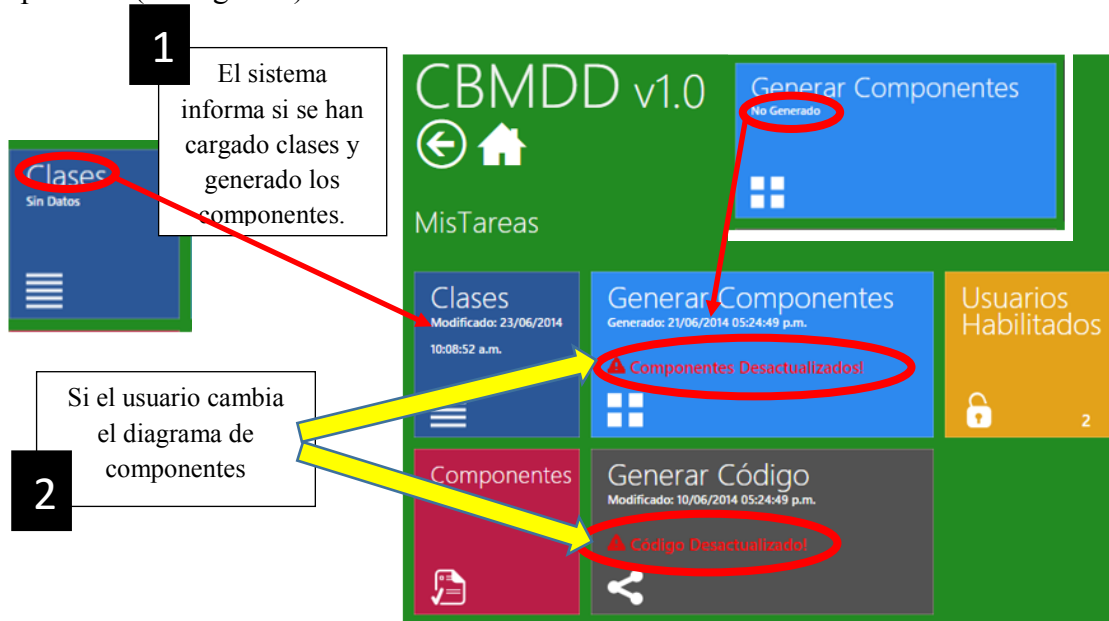 1
El sistema
informa si se han
cargado clases y
generado los
componentes.
Clases
Sin Datos
CBMDD v1.0
Generar Componentes
No Generado
MisTareas
Clases
Modificado: 23/06/2014
10:08:52 a.m.
Generar Componentes
Generado: 21/06/2014 05:24:49 p.m.
Componentes Desactualizados!
Usuarios
Habilitados
2
Si el usuario cambia
el diagrama de
componentes
2
Componentes
Generar Código
Modificado: 10/06/2014 05:24:49 p.m.
Código Desactualizado!